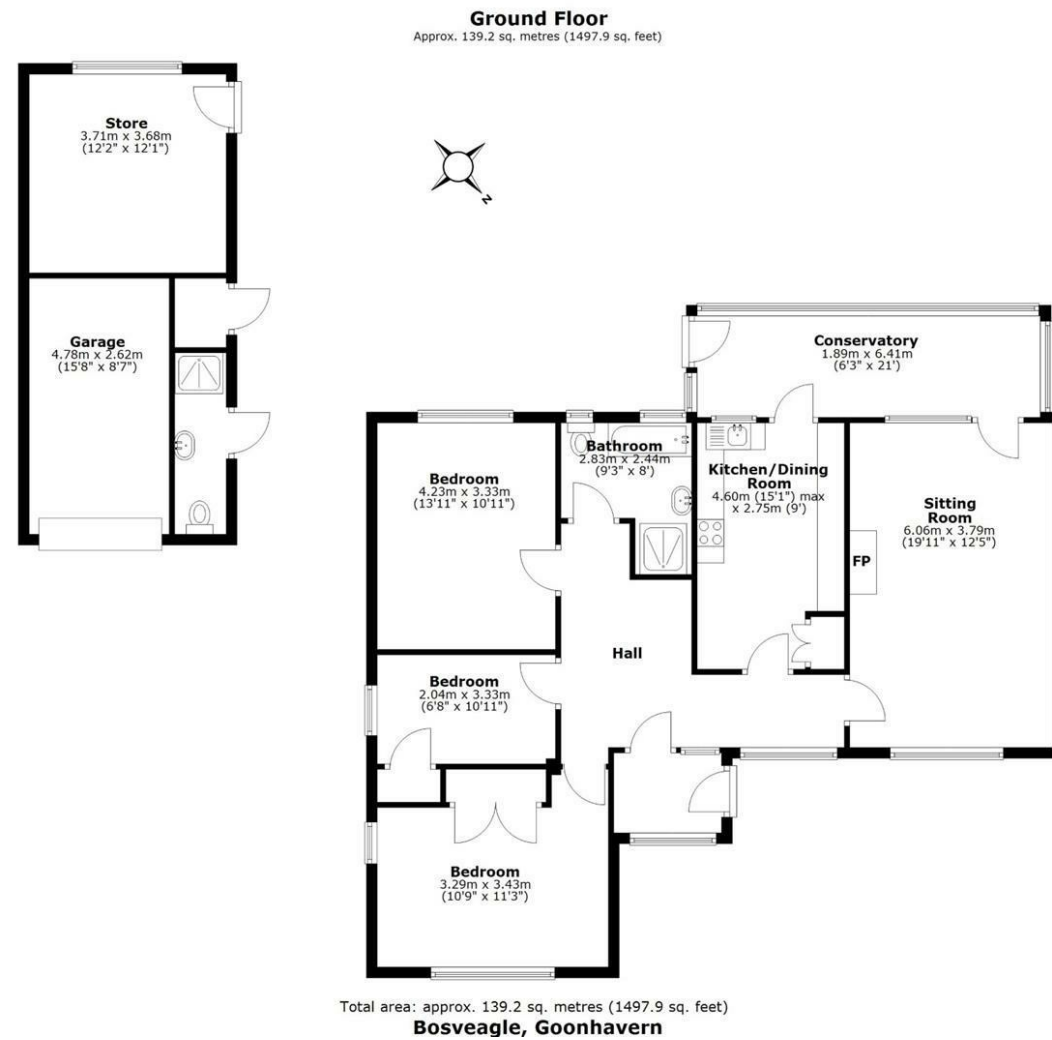 Ground Floor
Approx. 139.2 sq. metres (1497.9 sq. feet)
Store
3.71m x 3.68m
(12'2" x 12'1")
N
Garage
4.78m x 2.62m
(15'8" x 8'7")
Conservatory
1.89m x 6.41m
(6'3" x 21')
Bedroom
4.23m x 3.33m
(13'11" x 10'11")
Bathroom
2.83m x 2.44m
(9'3" x 8')
Kitchen/Dining
Room
4.60m (15'1") max
x 2.75m (9')
Sitting
Room
6.06m x 3.79m
(19'11" x 12'5")
FP
Hall
Bedroom
2.04m x 3.33m
(6'8" x 10'11")
Bedroom
3.29m x 3.43m
(10'9" x 11'3")
Total area: approx. 139.2 sq. metres (1497.9 sq. feet)
Bosveagle, Goonhavern